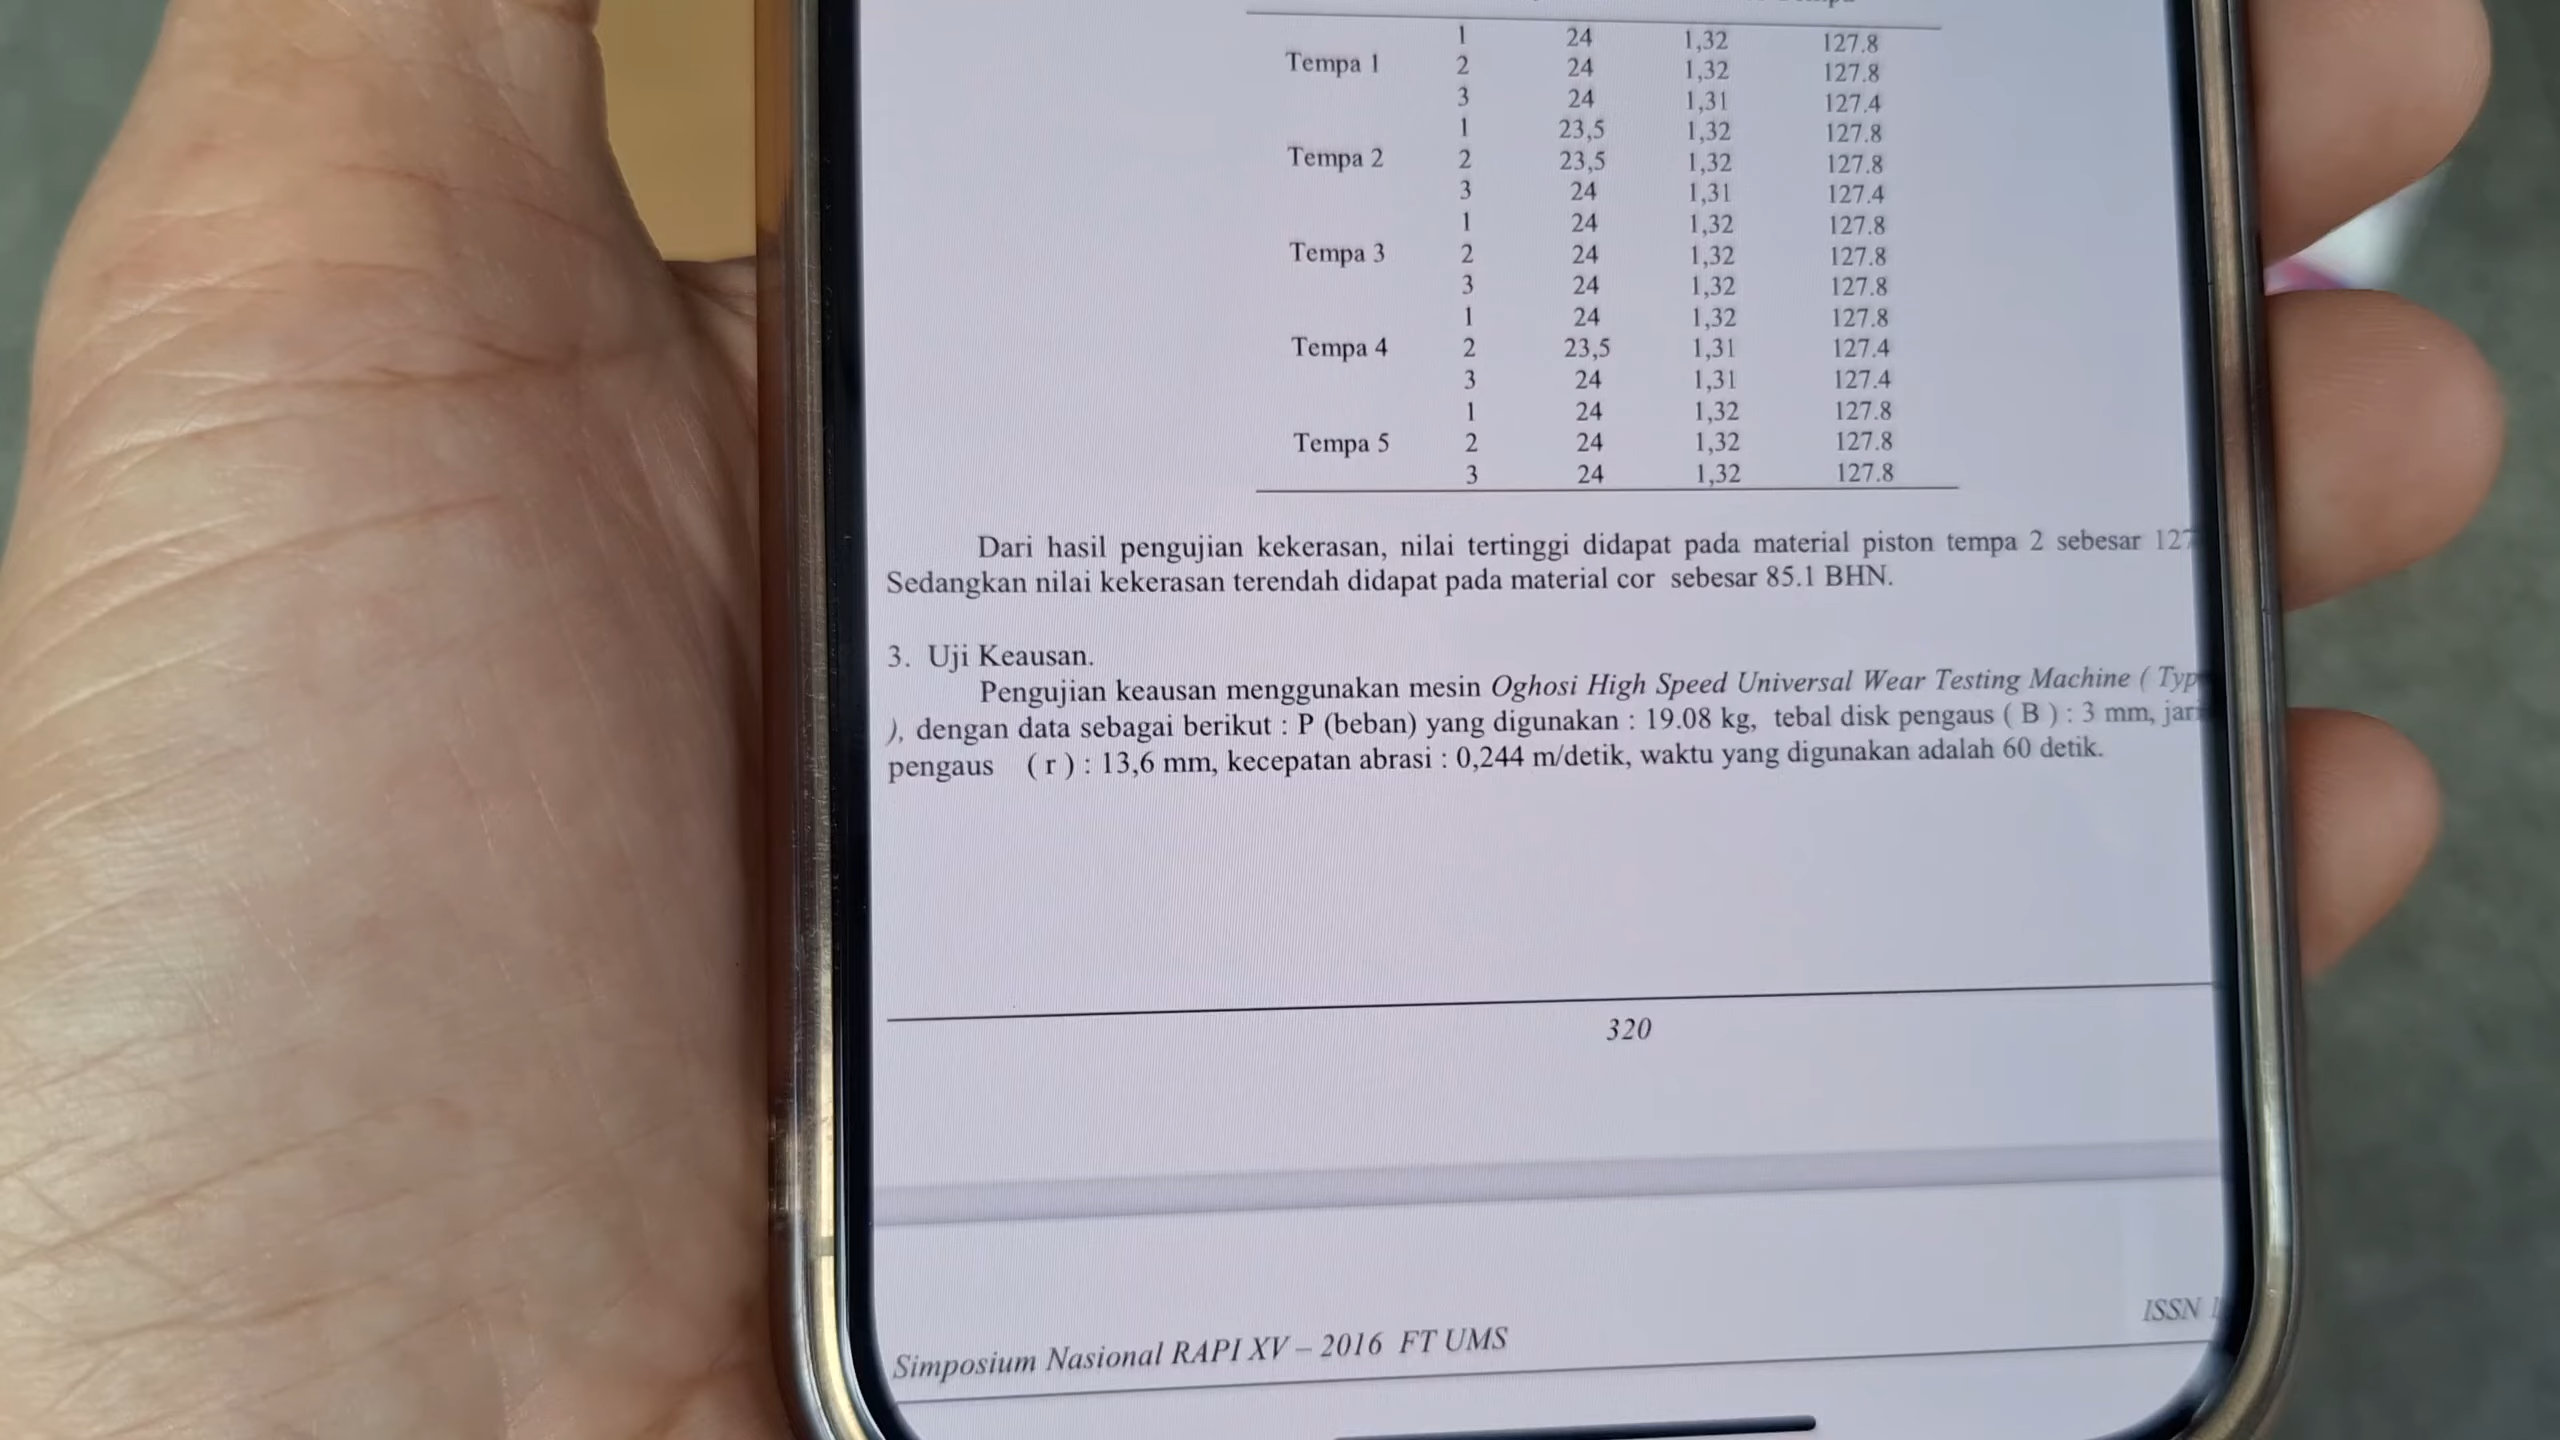 1 24 1,32 127.8
Tempa 1 2 24 1,32 127.8
3 24 1,31 127.4
1 23,5 1,32 127.8
Tempa 2 2 23,5 1,32 127.8
3 24 1,31 127.4
1 24 1,32 127.8
Tempa 3 2 24 1,32 127.8
3 24 1,32 127.8
1 24 1,32 127.8
Tempa 4 2 23,5 1,31 127.4
3 24 1,31 127.4
1 24 1,32 127.8
Tempa 5 2 24 1,32 127.8
3 24 1,32 127.8
Dari hasil pengujian kekerasan, nilai tertinggi didapat pada material piston tempa 2 sebesar 127
Sedangkan nilai kekerasan terendah didapat pada material cor sebesar 85.1 BHN.
3. Uji Keausan.
Pengujian keausan menggunakan mesin Oghosi High Speed Universal Wear Testing Machine ( Typ
), dengan data sebagai berikut : P (beban) yang digunakan : 19.08 kg, tebal disk pengaus ( B ) : 3 mm, jari
pengaus ( r ) : 13,6 mm, kecepatan abrasi : 0,244 m/detik, waktu yang digunakan adalah 60 detik.
320
ISSN 1
Simposium Nasional RAPI XV – 2016 FT UMS